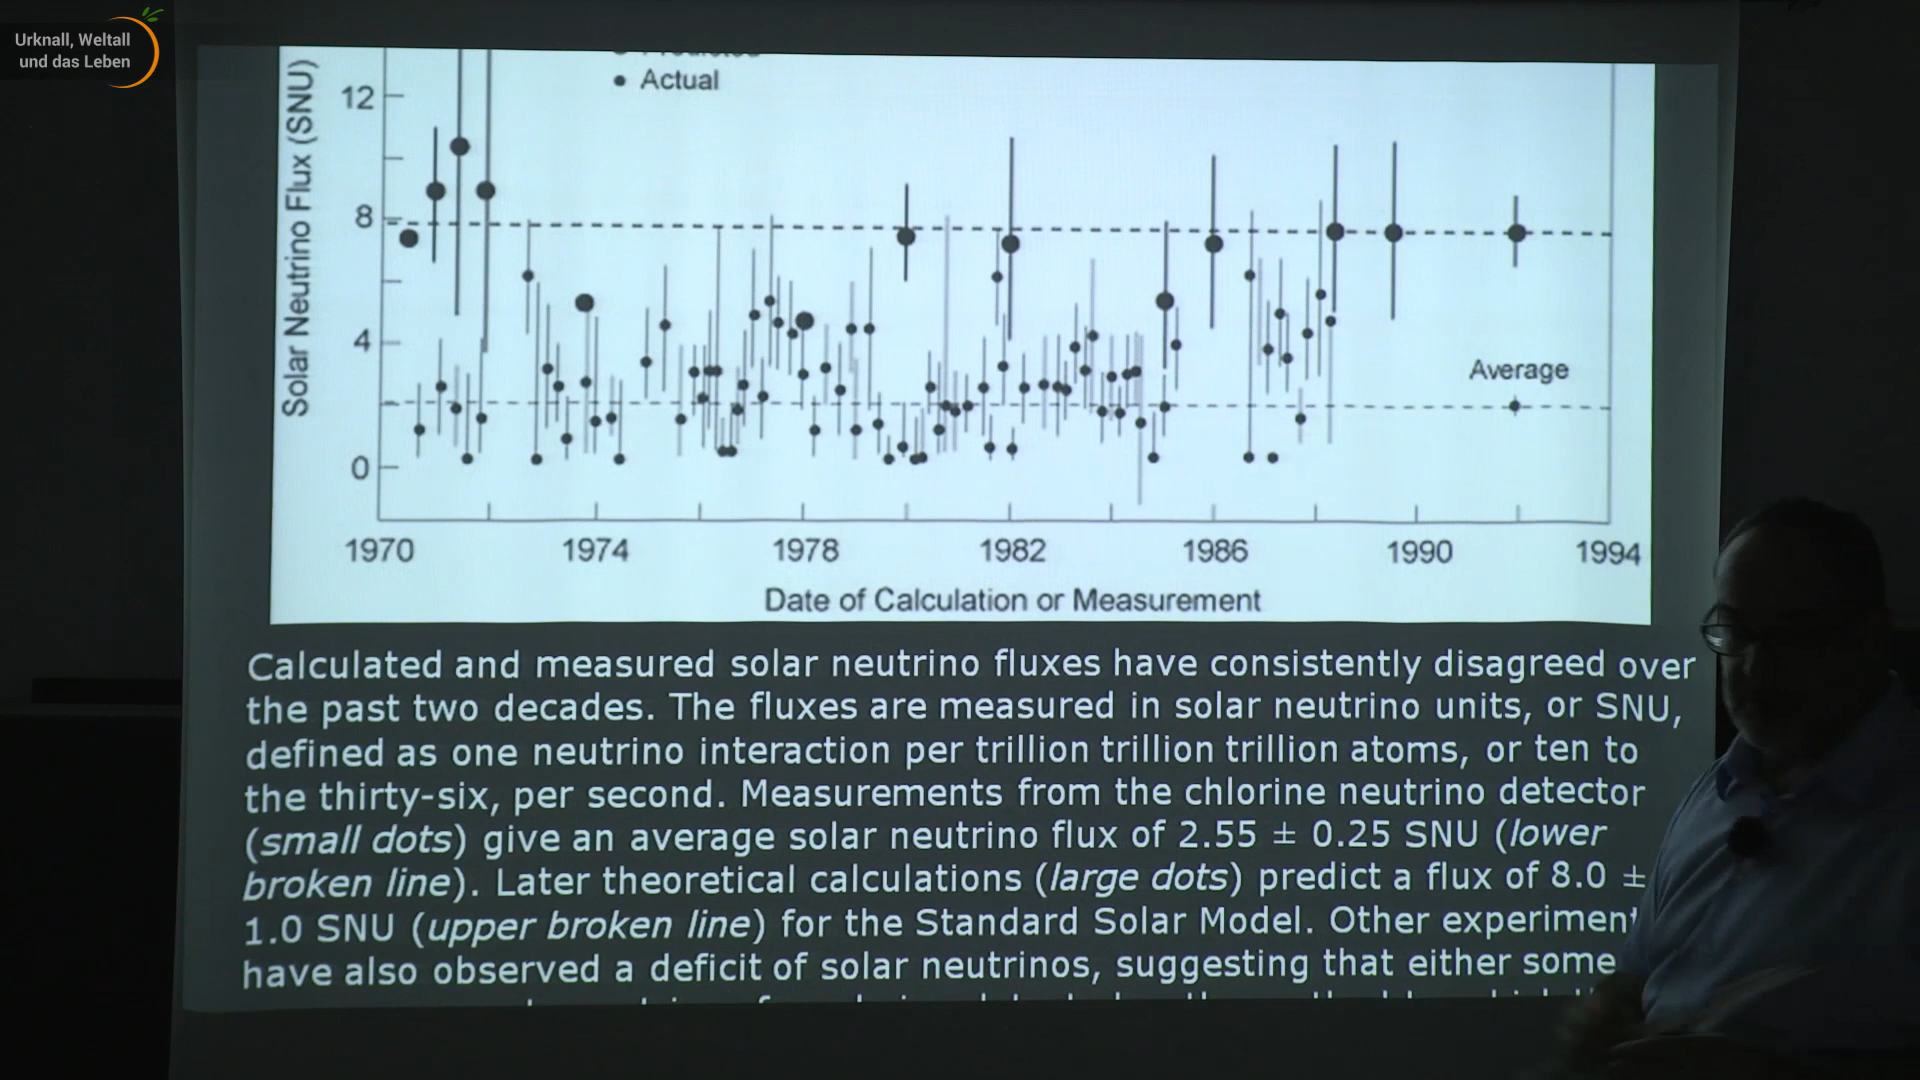 Urknall, Weltall
und das Leben
Actual
Solar Neutrino Flux (SNU)
12
8
4
0
Average
1970 1974 1978 1982 1986 1990 1994
Date of Calculation or Measurement
Calculated and measured solar neutrino fluxes have consistently disagreed over
the past two decades. The fluxes are measured in solar neutrino units, or SNU,
defined as one neutrino interaction per trillion trillion trillion atoms, or ten to
the thirty-six, per second. Measurements from the chlorine neutrino detector
(small dots) give an average solar neutrino flux of 2.55 ± 0.25 SNU (lower
broken line). Later theoretical calculations (large dots) predict a flux of 8.0 ±
1.0 SNU (upper broken line) for the Standard Solar Model. Other experiment
have also observed a deficit of solar neutrinos, suggesting that either some